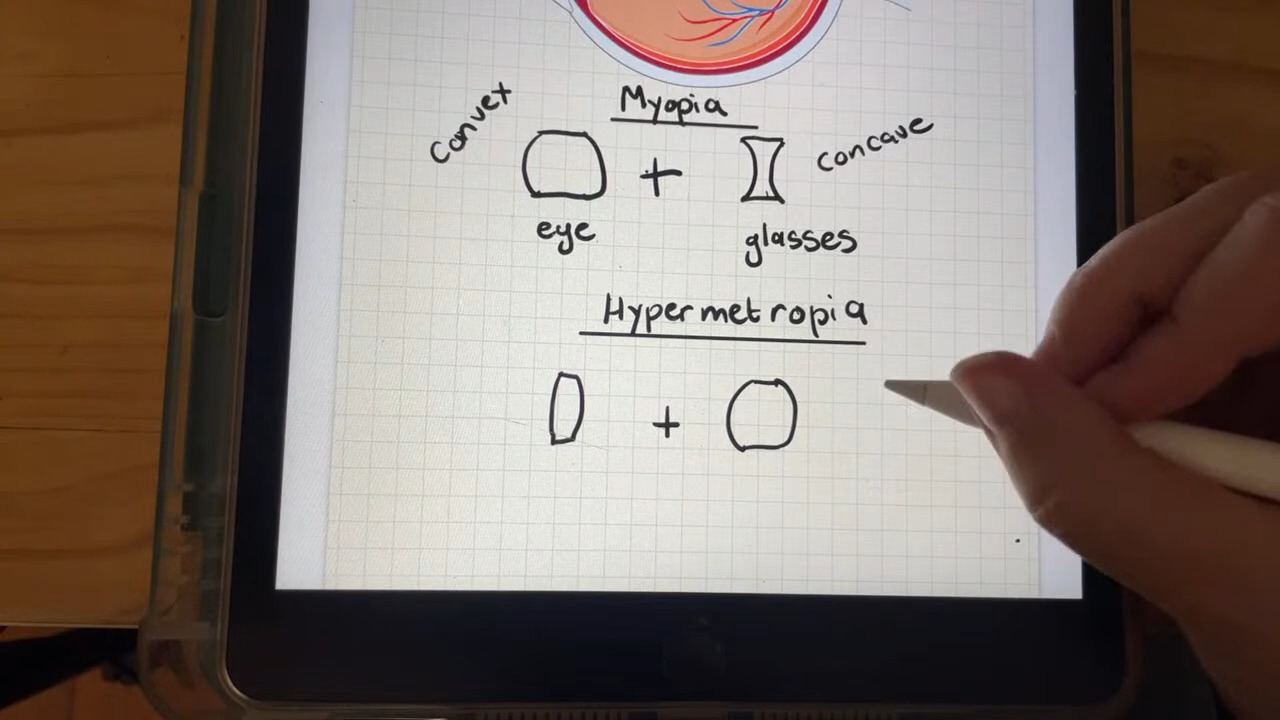 Myopia
Convex
+
concave
eye
glasses
Hypermetropia
+